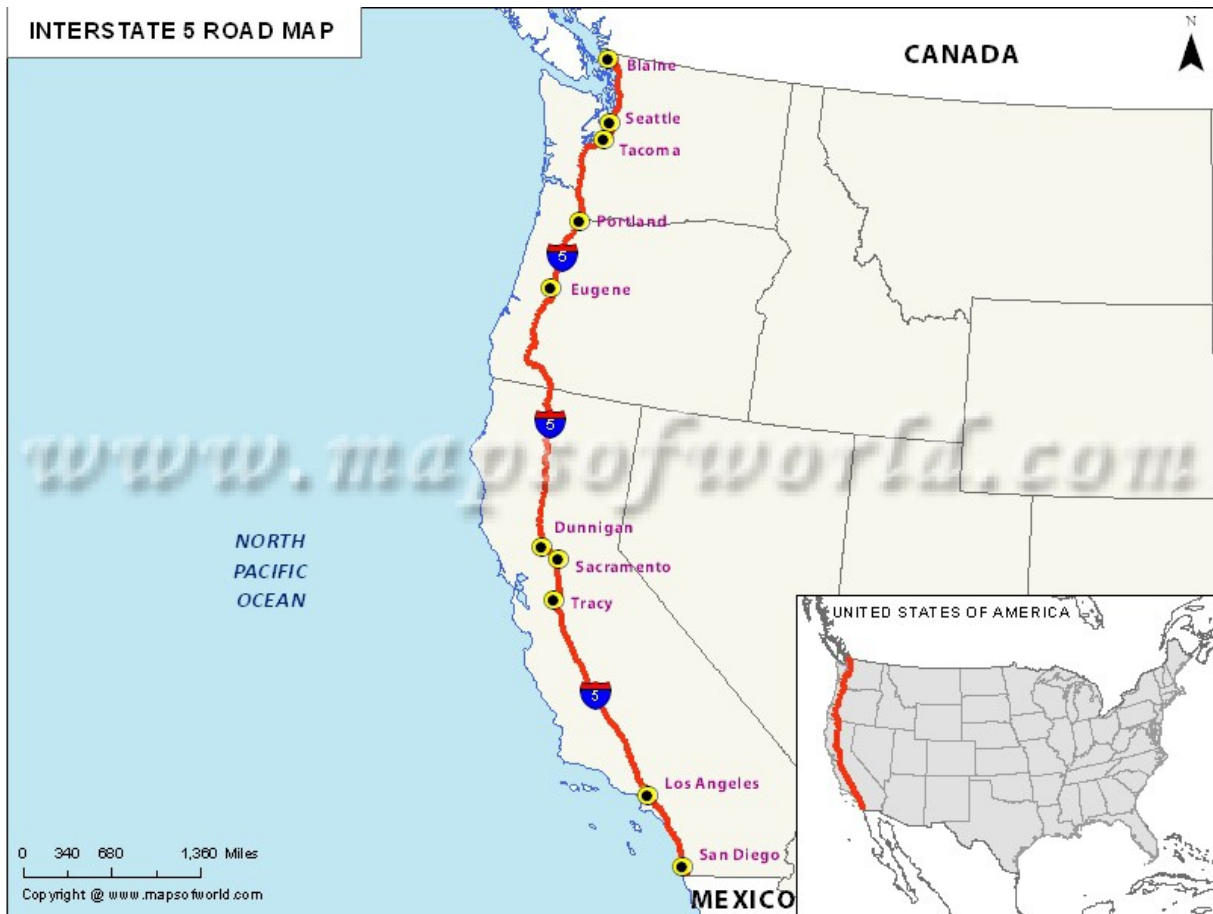 INTERSTATE 5 ROAD MAP
N
CANADA
Blaine
Seattle
Tacoma
Portland
5
Eugene
5
www.mapsofworld.com
Dunnigan
NORTH
PACIFIC
OCEAN
Sacramento
Tracy
UNITED STATES OF AMERICA
5
Los Angeles
San Diego
0 340 680 1,360 Miles
Copyright @ www.mapsofworld.com
MEXICO